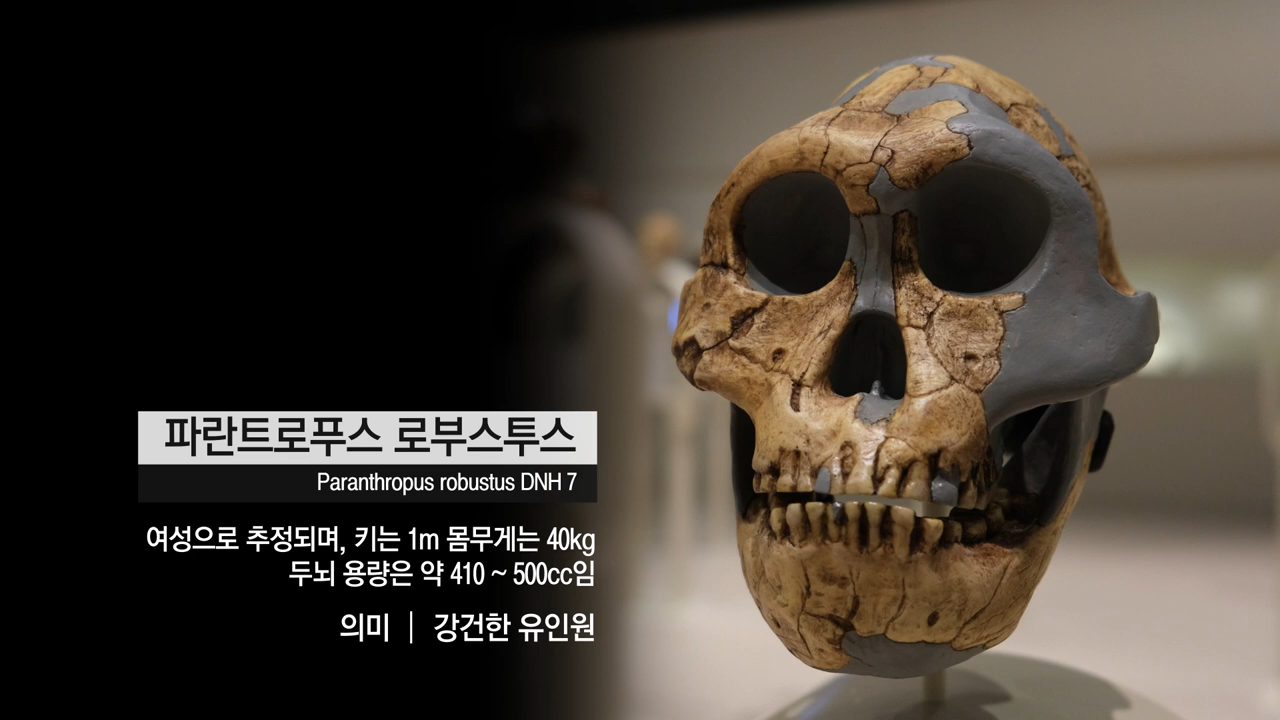 파란트로푸스 로부스투스
Paranthropus robustus DNH 7
여성으로 추정되며, 키는 1m 몸무게는 40kg
두뇌 용량은 약 410 ~ 500cc임
의미 | 강건한 유인원